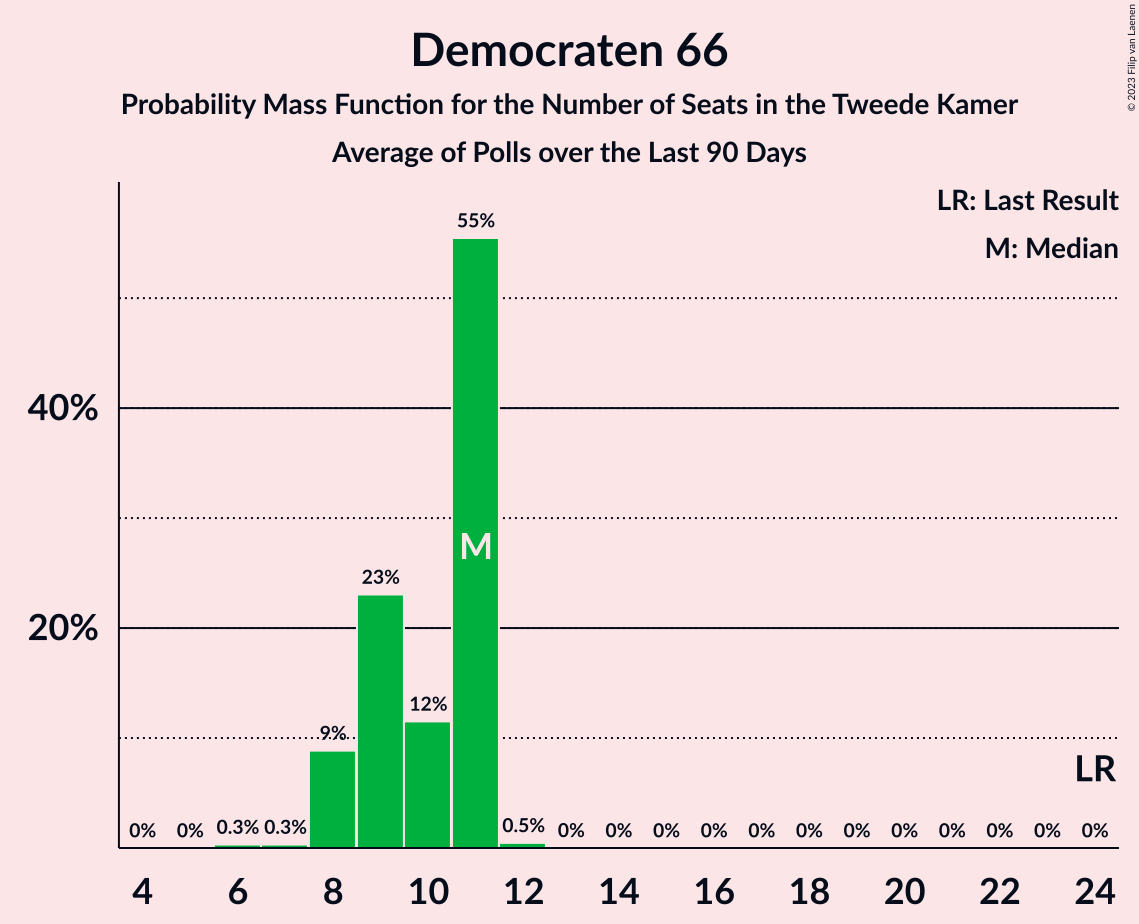 Democraten 66
Probability Mass Function for the Number of Seats in the Tweede Kamer
Average of Polls over the Last 90 Days
© 2023 Filip van Laenen
LR: Last Result
M: Median
55%
40%
M
23%
20%
12%
9%
LR
0% 0% 0.3% 0.3% 0.5% 0% 0% 0% 0% 0% 0% 0% 0% 0% 0% 0% 0%
4 6 8 10 12 14 16 18 20 22 24